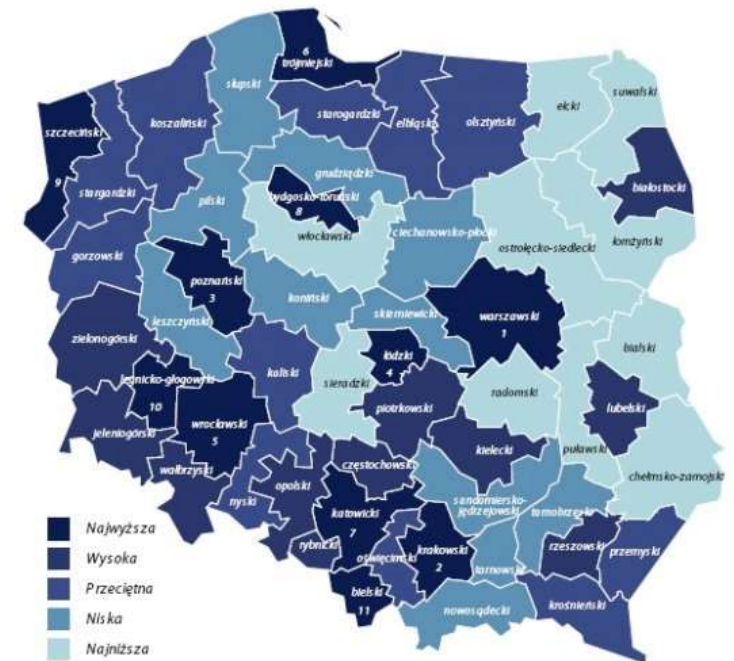 6
trójmiejski
słupski
ełcki
suwalski
koszaliński
starogardzki
elbląski
olsztyński
szczeciński
9
stargardzki
grudziądzki
białostocki
piłski
bydgosko-toruński
8
włocławski
ciechanowsko-płocki
ostrołęcko-siedlecki
łomżyński
gorzowski
poznański
3
koniński
skierniewicki
warszawski
1
leszczyński
zielonogórski
łódzki
4
bialski
legnicko-głogowski
10
kaliski
sieradzki
radomski
piotrkowski
lubelski
wrocławski
5
jeleniogórski
kielecki
puławski
wałbrzyski
częstochowski
chełmsko-zamojski
opolski
nyski
sandomiersko-
jędrzejowski
tarnobrzeski
katowicki
7
rybnicki
oświęcimski
krakowski
2
rzeszowski
przemyski
tarnowski
bielski
11
nowosądecki
krośnieński
Najwyższa
Wysoka
Przeciętna
Niska
Najniższa